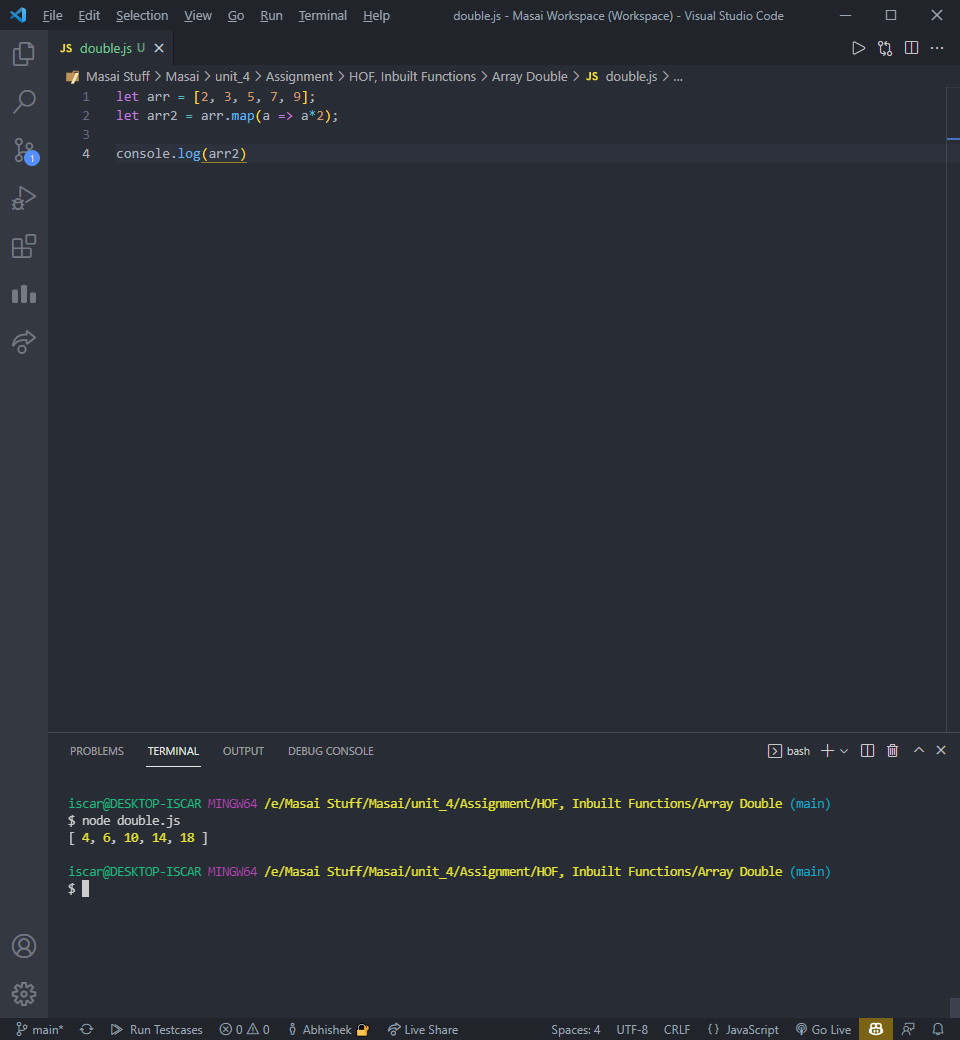 File Edit Selection View Go Run Terminal Help double.js - Masai Workspace (Workspace) - Visual Studio Code
JS double.js U
Masai Stuff > Masai > unit_4 > Assignment > HOF, Inbuilt Functions > Array Double > JS double.js > ...
1 let arr = [2, 3, 5, 7, 9];
2 let arr2 = arr.map(a => a*2);
3
4 console.log(arr2)
1
PROBLEMS TERMINAL OUTPUT DEBUG CONSOLE bash
iscar@DESKTOP-ISCAR MINGW64 /e/Masai Stuff/Masai/unit_4/Assignment/HOF, Inbuilt Functions/Array Double (main)
$ node double.js
[ 4, 6, 10, 14, 18 ]
iscar@DESKTOP-ISCAR MINGW64 /e/Masai Stuff/Masai/unit_4/Assignment/HOF, Inbuilt Functions/Array Double (main)
$
main* Run Testcases 0 0 Abhishek Live Share Spaces: 4 UTF-8 CRLF {} JavaScript Go Live